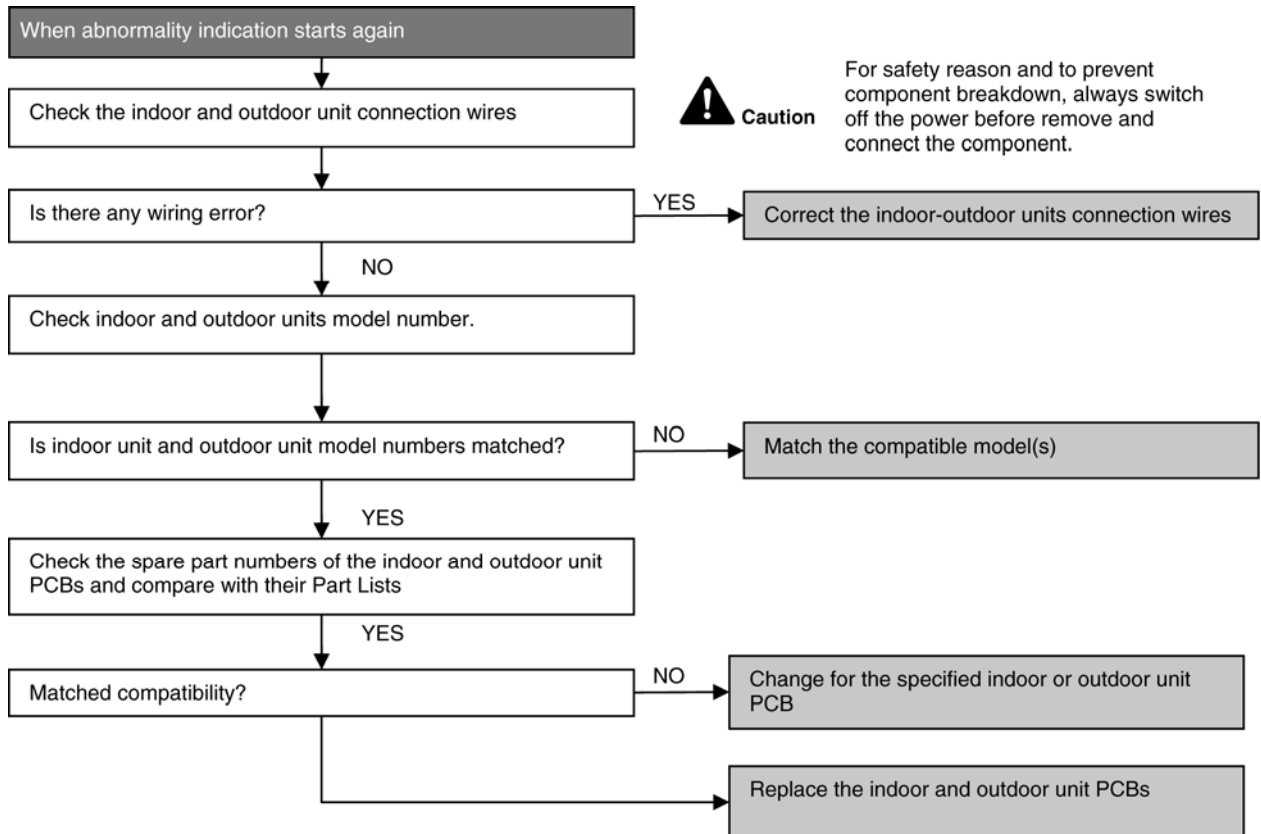 When abnormality indication starts again
Check the indoor and outdoor unit connection wires
Caution
For safety reason and to prevent
component breakdown, always switch
off the power before remove and
connect the component.
Is there any wiring error?
YES
Correct the indoor-outdoor units connection wires
NO
Check indoor and outdoor units model number.
Is indoor unit and outdoor unit model numbers matched?
NO
Match the compatible model(s)
YES
Check the spare part numbers of the indoor and outdoor unit
PCBs and compare with their Part Lists
YES
Matched compatibility?
NO
Change for the specified indoor or outdoor unit
PCB
Replace the indoor and outdoor unit PCBs